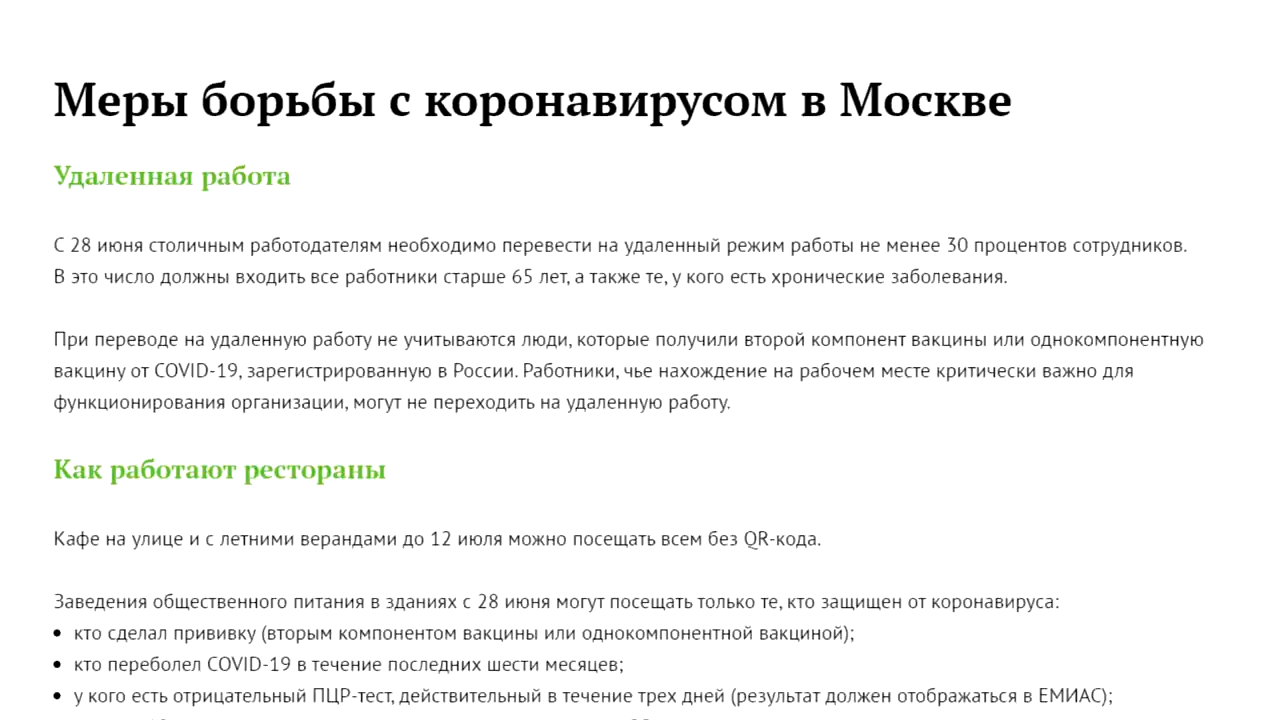 Меры борьбы с коронавирусом в Москве
Удаленная работа
С 28 июня столичным работодателям необходимо перевести на удаленный режим работы не менее 30 процентов сотрудников.
В это число должны входить все работники старше 65 лет, а также те, у кого есть хронические заболевания.
При переводе на удаленную работу не учитываются люди, которые получили второй компонент вакцины или однокомпонентную
вакцину от COVID-19, зарегистрированную в России. Работники, чье нахождение на рабочем месте критически важно для
функционирования организации, могут не переходить на удаленную работу.
Как работают рестораны
Кафе на улице и с летними верандами до 12 июля можно посещать всем без QR-кода.
Заведения общественного питания в зданиях с 28 июня могут посещать только те, кто защищен от коронавируса:
• кто сделал прививку (вторым компонентом вакцины или однокомпонентной вакциной);
• кто переболел COVID-19 в течение последних шести месяцев;
• у кого есть отрицательный ПЦР-тест, действительный в течение трех дней (результат должен отображаться в ЕМИАС);